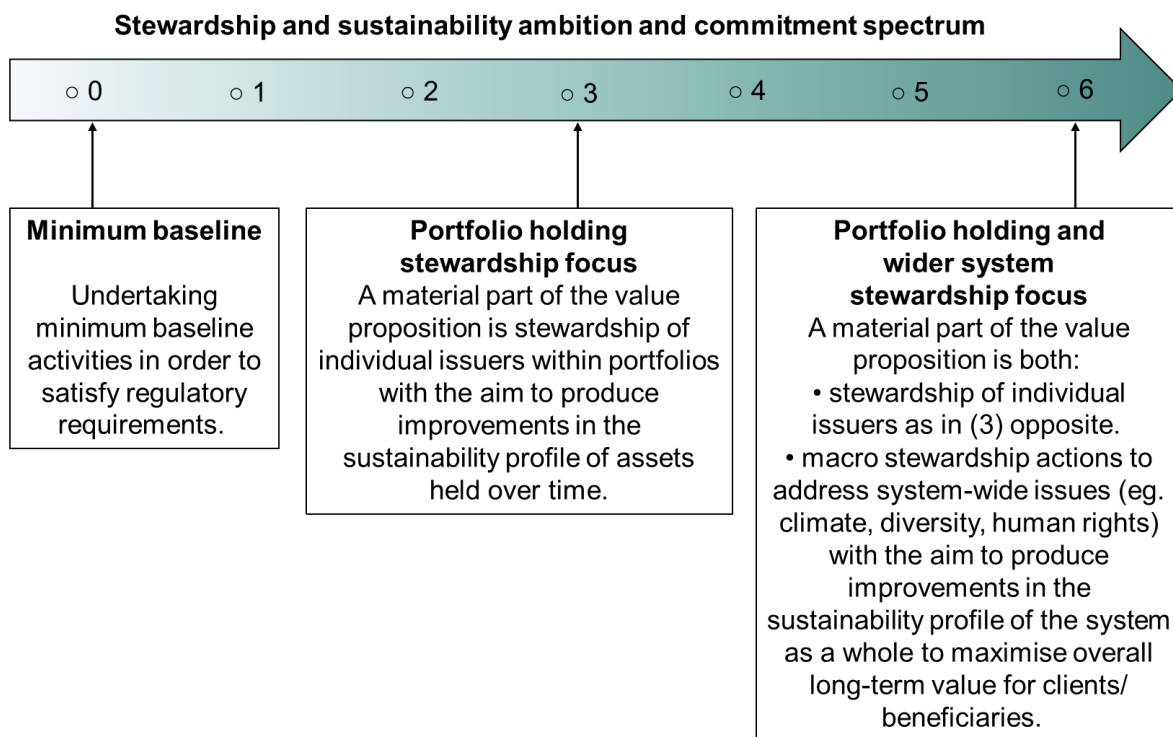 Stewardship and sustainability ambition and commitment spectrum
○ 0 ○ 1 ○ 2 ○ 3 ○ 4 ○ 5 ○ 6
Minimum baseline
Undertaking
minimum baseline
activities in order to
satisfy regulatory
requirements.
Portfolio holding
stewardship focus
A material part of the value
proposition is stewardship of
individual issuers within portfolios
with the aim to produce
improvements in the
sustainability profile of assets
held over time.
Portfolio holding and
wider system
stewardship focus
A material part of the value
proposition is both:
• stewardship of individual
issuers as in (3) opposite.
• macro stewardship actions to
address system-wide issues (eg.
climate, diversity, human rights)
with the aim to produce
improvements in the
sustainability profile of the system
as a whole to maximise overall
long-term value for clients/
beneficiaries.